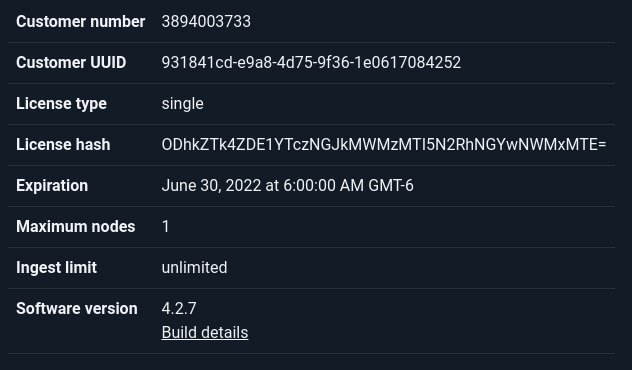 Customer number 3894003733
Customer UUID 931841cd-e9a8-4d75-9f36-1e0617084252
License type single
License hash ODhkZTk4ZDE1YTczNGJkMWMzMTI5N2RhNGYwNWMxMTE=
Expiration June 30, 2022 at 6:00:00 AM GMT-6
Maximum nodes 1
Ingest limit unlimited
Software version 4.2.7
Build details